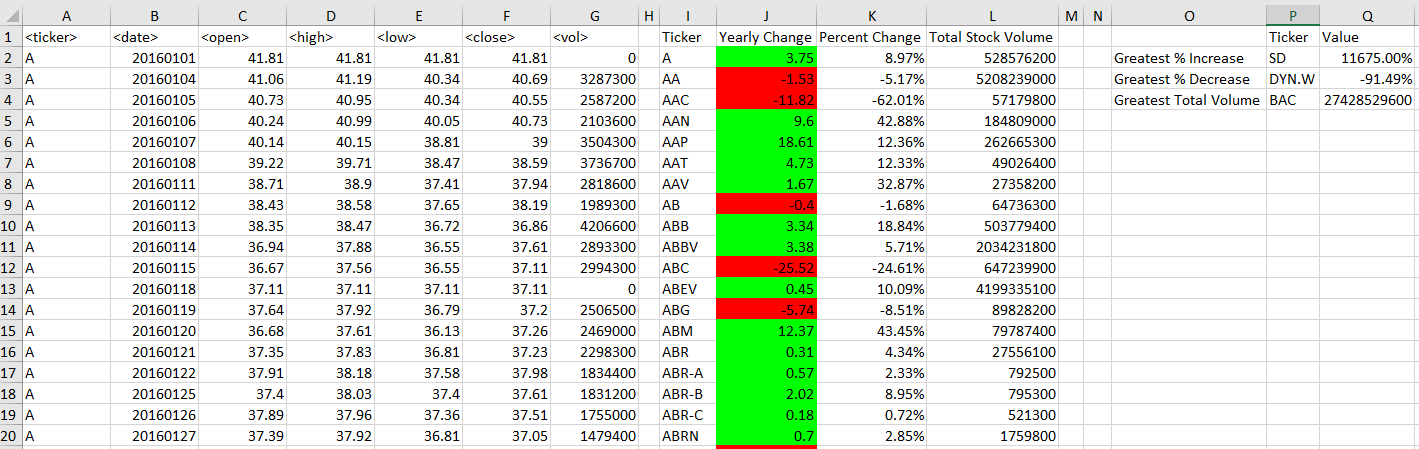 A B C D E F G H I J K L M N O P Q
1 <ticker> <date> <open> <high> <low> <close> <vol> Ticker Yearly Change Percent Change Total Stock Volume Ticker Value
2 A 20160101 41.81 41.81 41.81 41.81 0 A 3.75 8.97% 528576200 Greatest % Increase SD 11675.00%
3 A 20160104 41.06 41.19 40.34 40.69 3287300 AA -1.53 -5.17% 5208239000 Greatest % Decrease DYN.W -91.49%
4 A 20160105 40.73 40.95 40.34 40.55 2587200 AAC -11.82 -62.01% 57179800 Greatest Total Volume BAC 27428529600
5 A 20160106 40.24 40.99 40.05 40.73 2103600 AAN 9.6 42.88% 184809000
6 A 20160107 40.14 40.15 38.81 39 3504300 AAP 18.61 12.36% 262665300
7 A 20160108 39.22 39.71 38.47 38.59 3736700 AAT 4.73 12.33% 49026400
8 A 20160111 38.71 38.9 37.41 37.94 2818600 AAV 1.67 32.87% 27358200
9 A 20160112 38.43 38.58 37.65 38.19 1989300 AB -0.4 -1.68% 64736300
10 A 20160113 38.35 38.47 36.72 36.86 4206600 ABB 3.34 18.84% 503779400
11 A 20160114 36.94 37.88 36.55 37.61 2893300 ABBV 3.38 5.71% 2034231800
12 A 20160115 36.67 37.56 36.55 37.11 2994300 ABC -25.52 -24.61% 647239900
13 A 20160118 37.11 37.11 37.11 37.11 0 ABEV 0.45 10.09% 4199335100
14 A 20160119 37.64 37.92 36.79 37.2 2506500 ABG -5.74 -8.51% 89828200
15 A 20160120 36.68 37.61 36.13 37.26 2469000 ABM 12.37 43.45% 79787400
16 A 20160121 37.35 37.83 36.81 37.23 2298300 ABR 0.31 4.34% 27556100
17 A 20160122 37.91 38.18 37.58 37.98 1834400 ABR-A 0.57 2.33% 792500
18 A 20160125 37.4 38.03 37.4 37.61 1831200 ABR-B 2.02 8.95% 795300
19 A 20160126 37.89 37.96 37.36 37.51 1755000 ABR-C 0.18 0.72% 521300
20 A 20160127 37.39 37.92 36.81 37.05 1479400 ABRN 0.7 2.85% 1759800